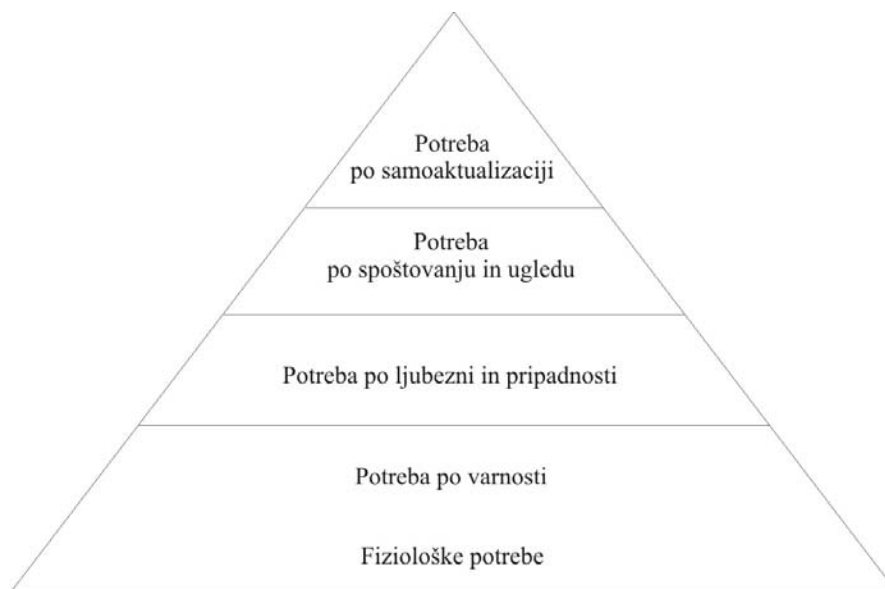 Potreba
po samoaktualizaciji
Potreba
po spoštovanju in ugledu
Potreba po ljubezni in pripadnosti
Potreba po varnosti
Fiziološke potrebe